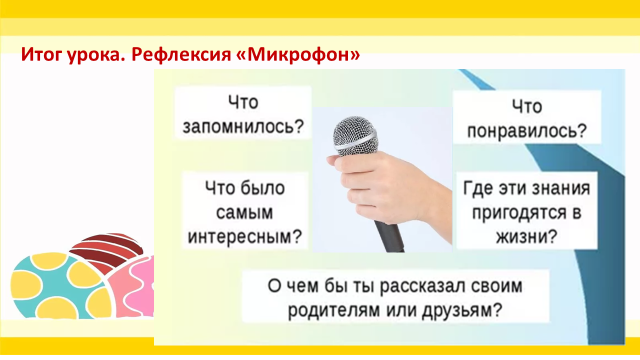 Итог урока. Рефлексия «Микрофон»
Что
запомнилось?
Что
понравилось?
Что было
самым
интересным?
Где эти знания
пригодятся в
жизни?
О чем бы ты рассказал своим
родителям или друзьям?